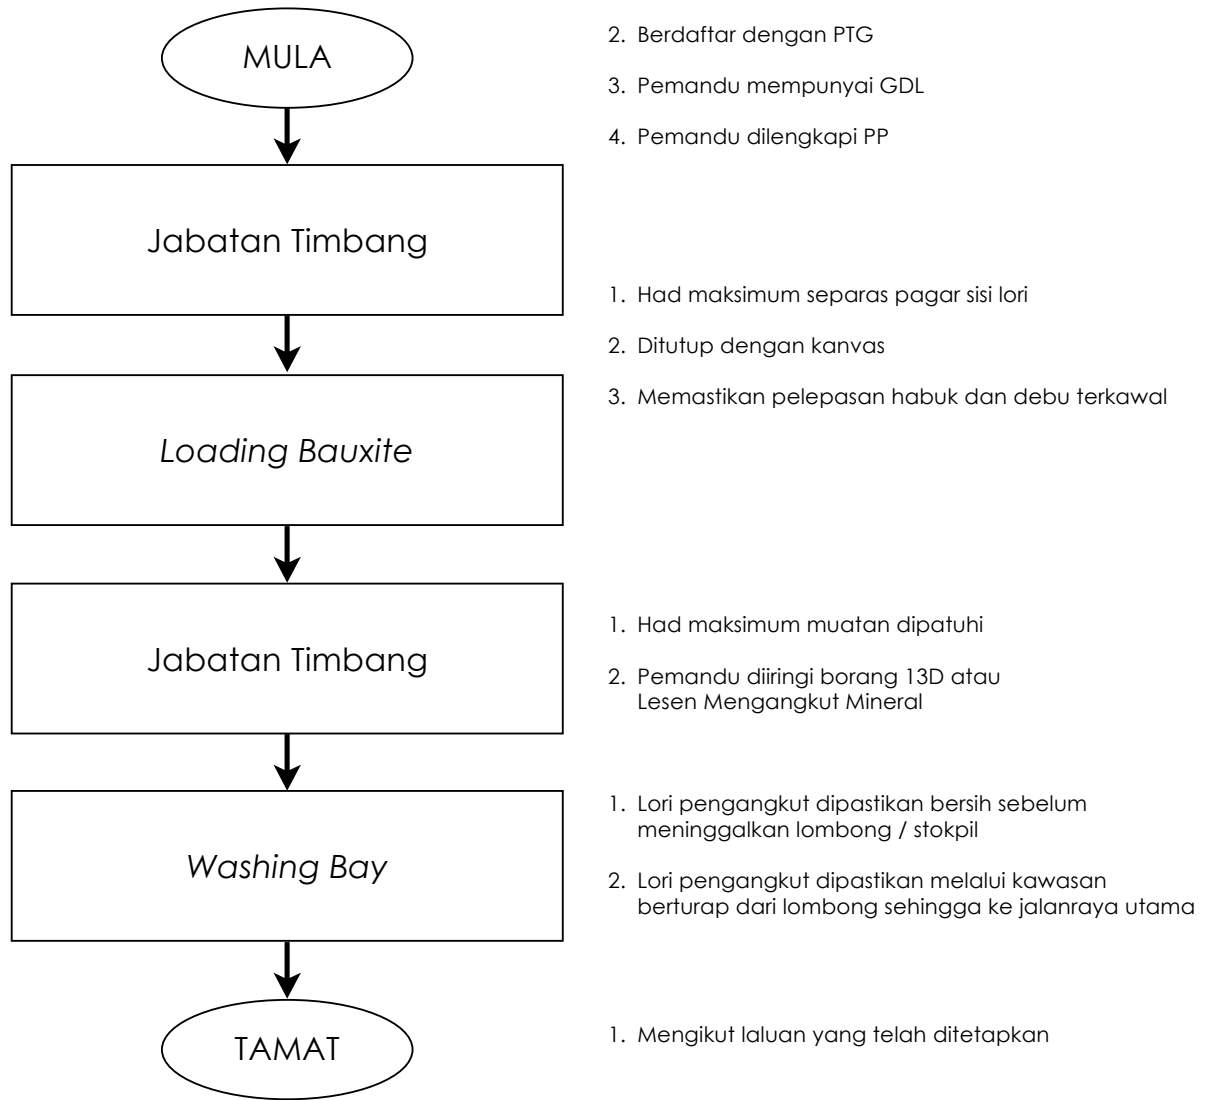 MULA
2. Berdaftar dengan PTG
3. Pemandu mempunyai GDL
4. Pemandu dilengkapi PP
Jabatan Timbang
1. Had maksimum separas pagar sisi lori
2. Ditutup dengan kanvas
3. Memastikan pelepasan habuk dan debu terkawal
Loading Bauxite
Jabatan Timbang
1. Had maksimum muatan dipatuhi
2. Pemandu diiringi borang 13D atau
Lesen Mengangkut Mineral
Washing Bay
1. Lori pengangkut dipastikan bersih sebelum
meninggalkan lombong / stokpil
2. Lori pengangkut dipastikan melalui kawasan
berturap dari lombong sehingga ke jalanraya utama
TAMAT
1. Mengikut laluan yang telah ditetapkan